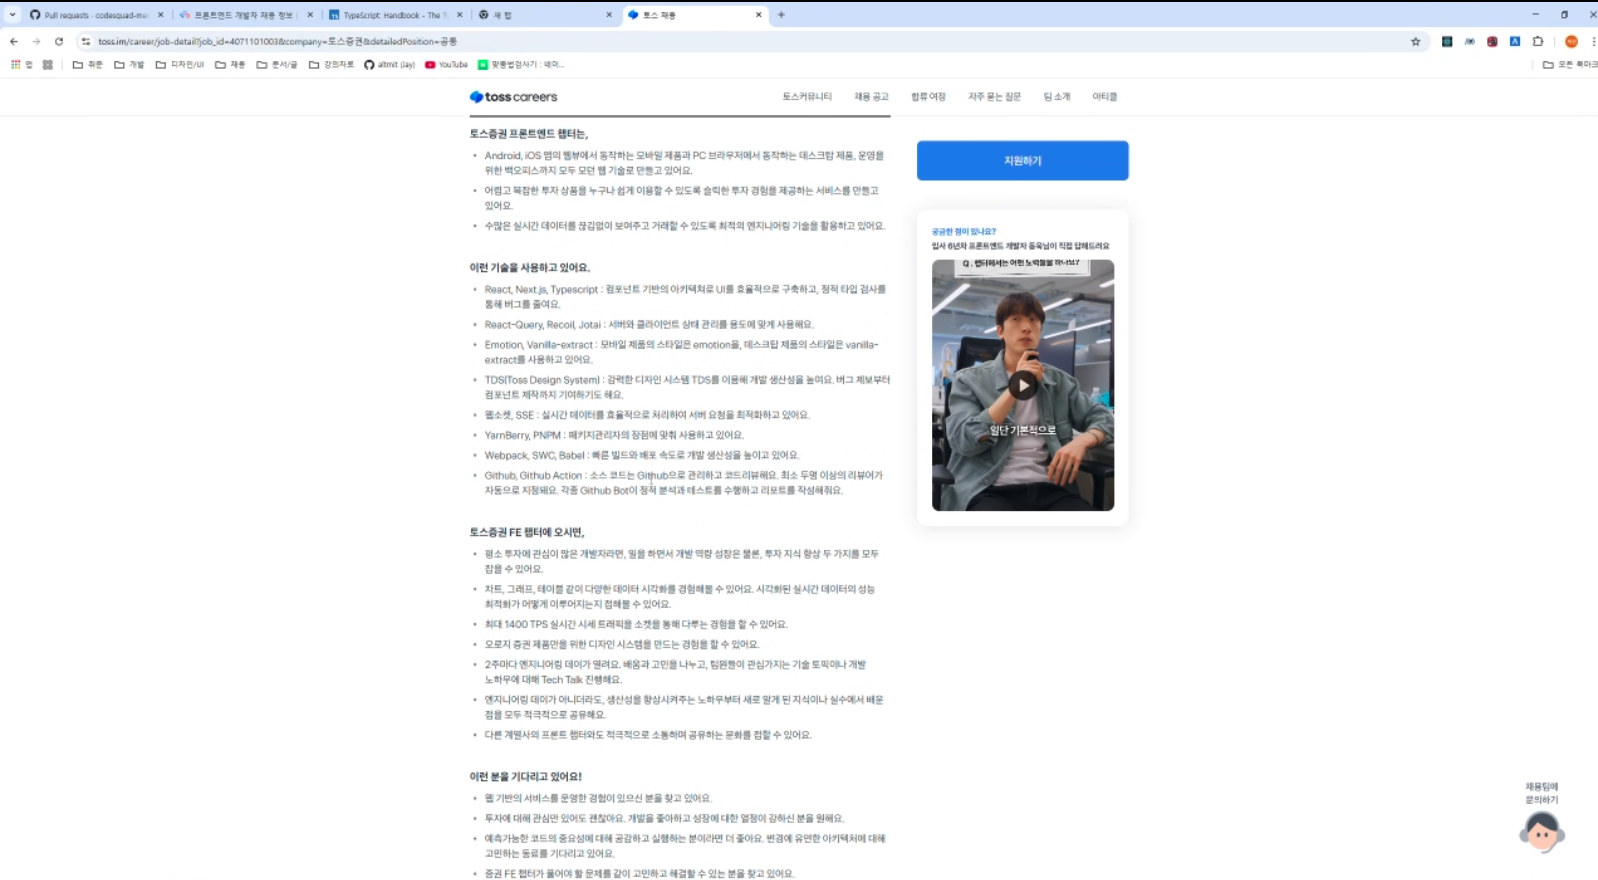 Pull requests · codesquad-me
프론트엔드 개발자 채용 정보
TypeScript: Handbook - The T
새 탭
토스 채용
toss.im/career/job-detail?job_id=4071101003&company=토스증권&detailedPosition=공통
앱
취준
개발
디자인/UI
채용
문서/글
강의자료
altmit (Jay)
YouTube
맞춤법검사기 : 네이...
모든 북마크
toss careers
토스커뮤니티
채용 공고
합류 여정
자주 묻는 질문
팀 소개
아티클
토스증권 프론트엔드 챕터는,
• Android, iOS 앱의 웹뷰에서 동작하는 모바일 제품과 PC 브라우저에서 동작하는 데스크탑 제품, 운영을
위한 백오피스까지 모두 모던 웹 기술로 만들고 있어요.
• 어렵고 복잡한 투자 상품을 누구나 쉽게 이용할 수 있도록 슬릭한 투자 경험을 제공하는 서비스를 만들고
있어요.
• 수많은 실시간 데이터를 끊김없이 보여주고 거래할 수 있도록 최적의 엔지니어링 기술을 활용하고 있어요.
이런 기술을 사용하고 있어요.
• React, Next.js, Typescript : 컴포넌트 기반의 아키텍쳐로 UI를 효율적으로 구축하고, 정적 타입 검사를
통해 버그를 줄여요.
• React-Query, Recoil, Jotai : 서버와 클라이언트 상태 관리를 용도에 맞게 사용해요.
• Emotion, Vanilla-extract : 모바일 제품의 스타일은 emotion을, 데스크탑 제품의 스타일은 vanilla-
extract를 사용하고 있어요.
• TDS(Toss Design System) : 강력한 디자인 시스템 TDS를 이용해 개발 생산성을 높여요. 버그 제보부터
컴포넌트 제작까지 기여하기도 해요.
• 웹소켓, SSE : 실시간 데이터를 효율적으로 처리하여 서버 요청을 최적화하고 있어요.
• YarnBerry, PNPM : 패키지관리자의 장점에 맞춰 사용하고 있어요.
• Webpack, SWC, Babel : 빠른 빌드와 배포 속도로 개발 생산성을 높이고 있어요.
• Github, Github Action : 소스 코드는 Github으로 관리하고 코드리뷰해요. 최소 두명 이상의 리뷰어가
자동으로 지정돼요. 각종 Github Bot이 정적 분석과 테스트를 수행하고 리포트를 작성해줘요.
토스증권 FE 챕터에 오시면,
• 평소 투자에 관심이 많은 개발자라면, 일을 하면서 개발 역량 성장은 물론, 투자 지식 향상 두 가지를 모두
잡을 수 있어요.
• 차트, 그래프, 테이블 같이 다양한 데이터 시각화를 경험해볼 수 있어요. 시각화된 실시간 데이터의 성능
최적화가 어떻게 이루어지는지 접해볼 수 있어요.
• 최대 1400 TPS 실시간 시세 트래픽을 소켓을 통해 다루는 경험을 할 수 있어요.
• 오로지 증권 제품만을 위한 디자인 시스템을 만드는 경험을 할 수 있어요.
• 2주마다 엔지니어링 데이가 열려요. 배움과 고민을 나누고, 팀원들이 관심가지는 기술 토픽이나 개발
노하우에 대해 Tech Talk 진행해요.
• 엔지니어링 데이가 아니더라도, 생산성을 향상시켜주는 노하우부터 새로 알게 된 지식이나 실수에서 배운
점을 모두 적극적으로 공유해요.
• 다른 계열사의 프론트 챕터와도 적극적으로 소통하며 공유하는 문화를 접할 수 있어요.
이런 분을 기다리고 있어요!
• 웹 기반의 서비스를 운영한 경험이 있으신 분을 찾고 있어요.
• 투자에 대해 관심만 있어도 괜찮아요. 개발을 좋아하고 성장에 대한 열정이 강하신 분을 원해요.
• 예측가능한 코드의 중요성에 대해 공감하고 실행하는 분이라면 더 좋아요. 변경에 유연한 아키텍처에 대해
고민하는 동료를 기다리고 있어요.
• 증권 FE 챕터가 풀어야 할 문제를 같이 고민하고 해결할 수 있는 분을 찾고 있어요.
지원하기
궁금한 점이 있나요?
입사 6년차 프론트엔드 개발자 동욱님이 직접 답해드려요
Q. 챕터에서는 어떤 노력들을 하나요?
일단 기본적으로
채용팀에
문의하기